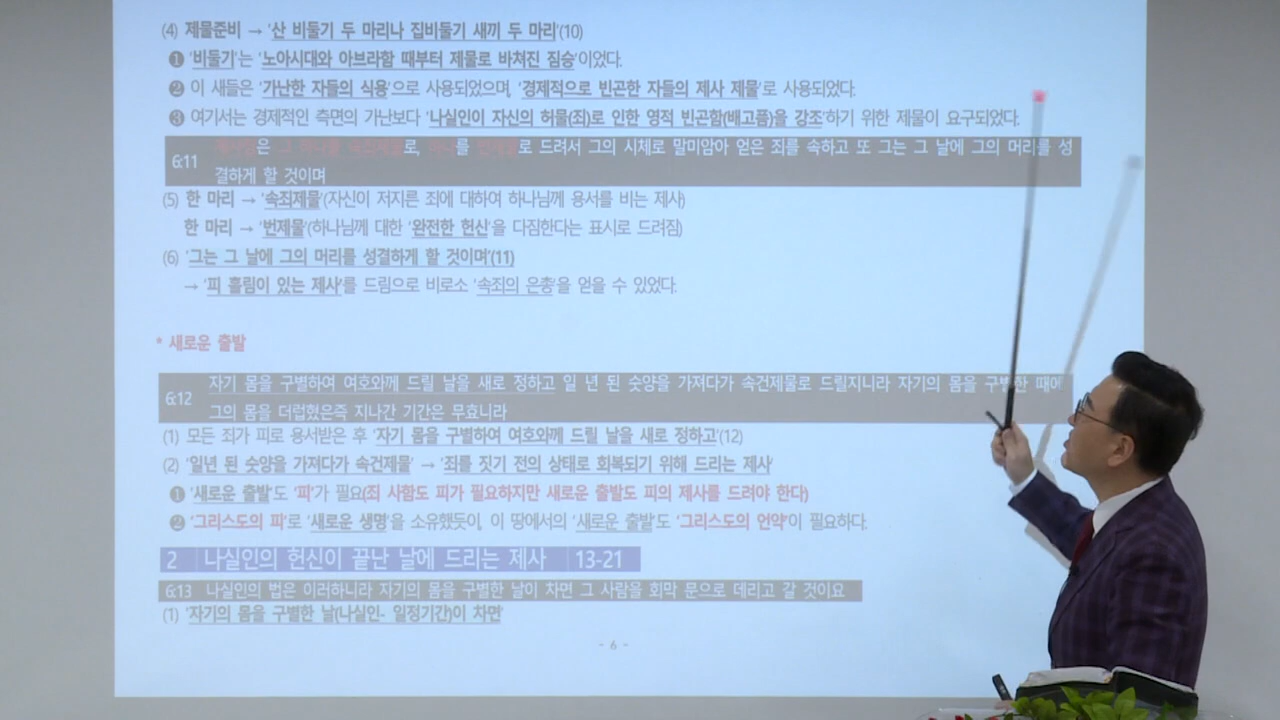 (4) 제물준비 → '산 비둘기 두 마리나 집비둘기 새끼 두 마리'(10)
❶ '비둘기'는 '노아시대와 아브라함 때부터 제물로 바쳐진 짐승'이었다.
❷ 이 새들은 '가난한 자들의 식용'으로 사용되었으며, '경제적으로 빈곤한 자들의 제사 제물'로 사용되었다.
❸ 여기서는 경제적인 측면의 가난보다 '나실인이 자신의 허물(죄)로 인한 영적 빈곤함(배고픔)을 강조'하기 위한 제물이 요구되었다.
6:11 제사장은 그 하나를 속죄제물로, 하나를 번제물로 드려서 그의 시체로 말미암아 얻은 죄를 속하고 또 그는 그 날에 그의 머리를 성
결하게 할 것이며
(5) 한 마리 → '속죄제물'(자신이 저지른 죄에 대하여 하나님께 용서를 비는 제사)
한 마리 → '번제물'(하나님께 대한 '완전한 헌신'을 다짐한다는 표시로 드려짐)
(6) '그는 그 날에 그의 머리를 성결하게 할 것이며'(11)
→ '피 흘림이 있는 제사'를 드림으로 비로소 '속죄의 은총'을 얻을 수 있었다.
* 새로운 출발
6:12 자기 몸을 구별하여 여호와께 드릴 날을 새로 정하고 일 년 된 숫양을 가져다가 속건제물로 드릴지니라 자기의 몸을 구별한 때에
그의 몸을 더럽혔은즉 지나간 기간은 무효니라
(1) 모든 죄가 피로 용서받은 후 '자기 몸을 구별하여 여호와께 드릴 날을 새로 정하고'(12)
(2) '일년 된 숫양을 가져다가 속건제물' → '죄를 짓기 전의 상태로 회복되기 위해 드리는 제사'
❶ '새로운 출발'도 '피'가 필요(죄 사함도 피가 필요하지만 새로운 출발도 피의 제사를 드려야 한다)
❷ '그리스도의 피'로 '새로운 생명'을 소유했듯이, 이 땅에서의 '새로운 출발'도 '그리스도의 언약'이 필요하다.
2 나실인의 헌신이 끝난 날에 드리는 제사 13-21
6:13 나실인의 법은 이러하니라 자기의 몸을 구별한 날이 차면 그 사람을 회막 문으로 데리고 갈 것이요
(1) '자기의 몸을 구별한 날(나실인- 일정기간)이 차면'
- 6 -